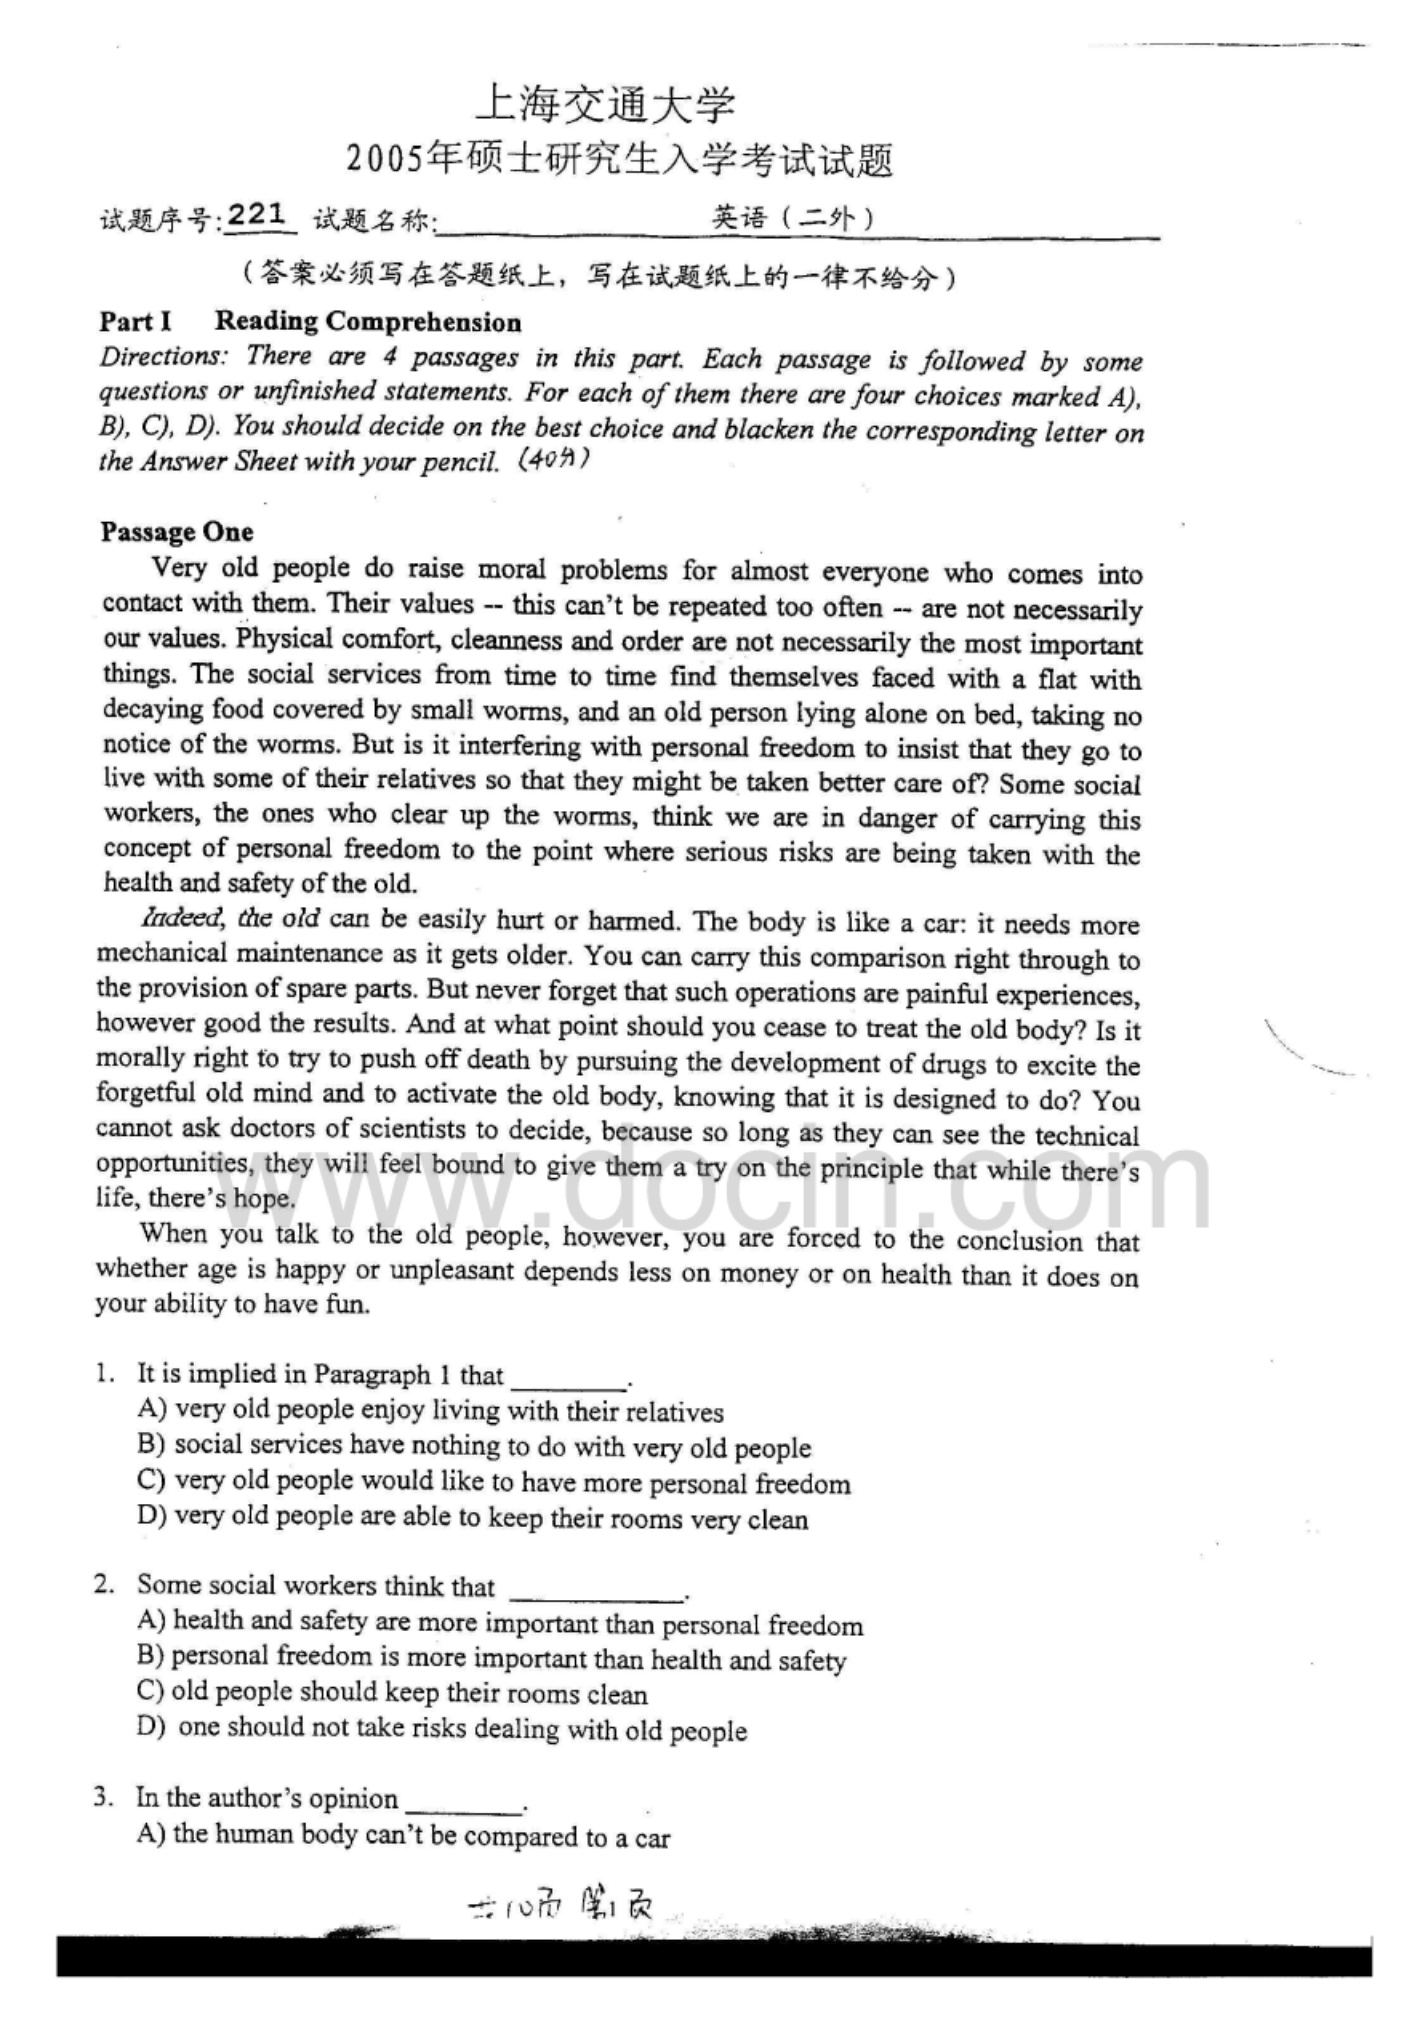 上海交通大学
2005年硕士研究生入学考试试题
试题序号:221 试题名称: 英语（二外）
（答案必须写在答题纸上，写在试题纸上的一律不给分）
Part I Reading Comprehension
Directions: There are 4 passages in this part. Each passage is followed by some
questions or unfinished statements. For each of them there are four choices marked A),
B), C), D). You should decide on the best choice and blacken the corresponding letter on
the Answer Sheet with your pencil. (40分)
Passage One
Very old people do raise moral problems for almost everyone who comes into
contact with them. Their values -- this can't be repeated too often -- are not necessarily
our values. Physical comfort, cleanness and order are not necessarily the most important
things. The social services from time to time find themselves faced with a flat with
decaying food covered by small worms, and an old person lying alone on bed, taking no
notice of the worms. But is it interfering with personal freedom to insist that they go to
live with some of their relatives so that they might be taken better care of? Some social
workers, the ones who clear up the worms, think we are in danger of carrying this
concept of personal freedom to the point where serious risks are being taken with the
health and safety of the old.
Indeed, the old can be easily hurt or harmed. The body is like a car: it needs more
mechanical maintenance as it gets older. You can carry this comparison right through to
the provision of spare parts. But never forget that such operations are painful experiences,
however good the results. And at what point should you cease to treat the old body? Is it
morally right to try to push off death by pursuing the development of drugs to excite the
forgetful old mind and to activate the old body, knowing that it is designed to do? You
cannot ask doctors of scientists to decide, because so long as they can see the technical
opportunities, they will feel bound to give them a try on the principle that while there's
life, there's hope.
www.docin.com
When you talk to the old people, however, you are forced to the conclusion that
whether age is happy or unpleasant depends less on money or on health than it does on
your ability to have fun.
1. It is implied in Paragraph 1 that ________.
A) very old people enjoy living with their relatives
B) social services have nothing to do with very old people
C) very old people would like to have more personal freedom
D) very old people are able to keep their rooms very clean
2. Some social workers think that ____________.
A) health and safety are more important than personal freedom
B) personal freedom is more important than health and safety
C) old people should keep their rooms clean
D) one should not take risks dealing with old people
3. In the author's opinion ________.
A) the human body can't be compared to a car
共10页 第1页